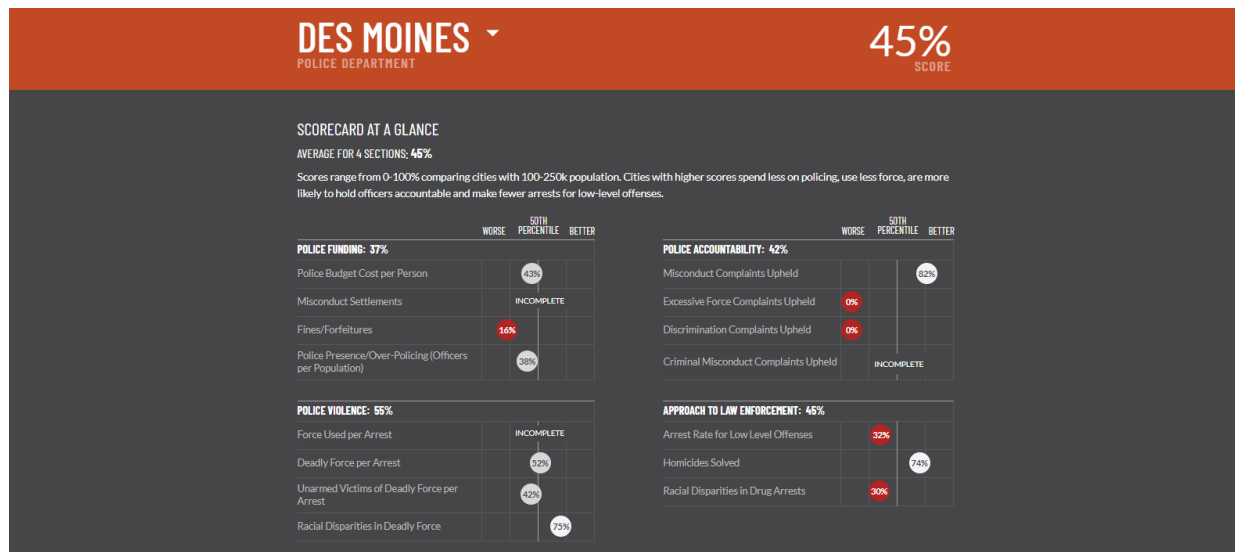 DES MOINES
POLICE DEPARTMENT
45%
SCORE
SCORECARD AT A GLANCE
AVERAGE FOR 4 SECTIONS: 45%
Scores range from 0-100% comparing cities with 100-250k population. Cities with higher scores spend less on policing, use less force, are more
likely to hold officers accountable and make fewer arrests for low-level offenses.
WORSE 50TH PERCENTILE BETTER
POLICE FUNDING: 37%
Police Budget Cost per Person 43%
Misconduct Settlements INCOMPLETE
Fines/Forfeitures 16%
Police Presence/Over-Policing (Officers
per Population) 38%
POLICE VIOLENCE: 55%
Force Used per Arrest INCOMPLETE
Deadly Force per Arrest 52%
Unarmed Victims of Deadly Force per
Arrest 42%
Racial Disparities in Deadly Force 75%
WORSE 50TH PERCENTILE BETTER
POLICE ACCOUNTABILITY: 42%
Misconduct Complaints Upheld 82%
Excessive Force Complaints Upheld 0%
Discrimination Complaints Upheld 0%
Criminal Misconduct Complaints Upheld INCOMPLETE
APPROACH TO LAW ENFORCEMENT: 45%
Arrest Rate for Low Level Offenses 32%
Homicides Solved 74%
Racial Disparities in Drug Arrests 30%